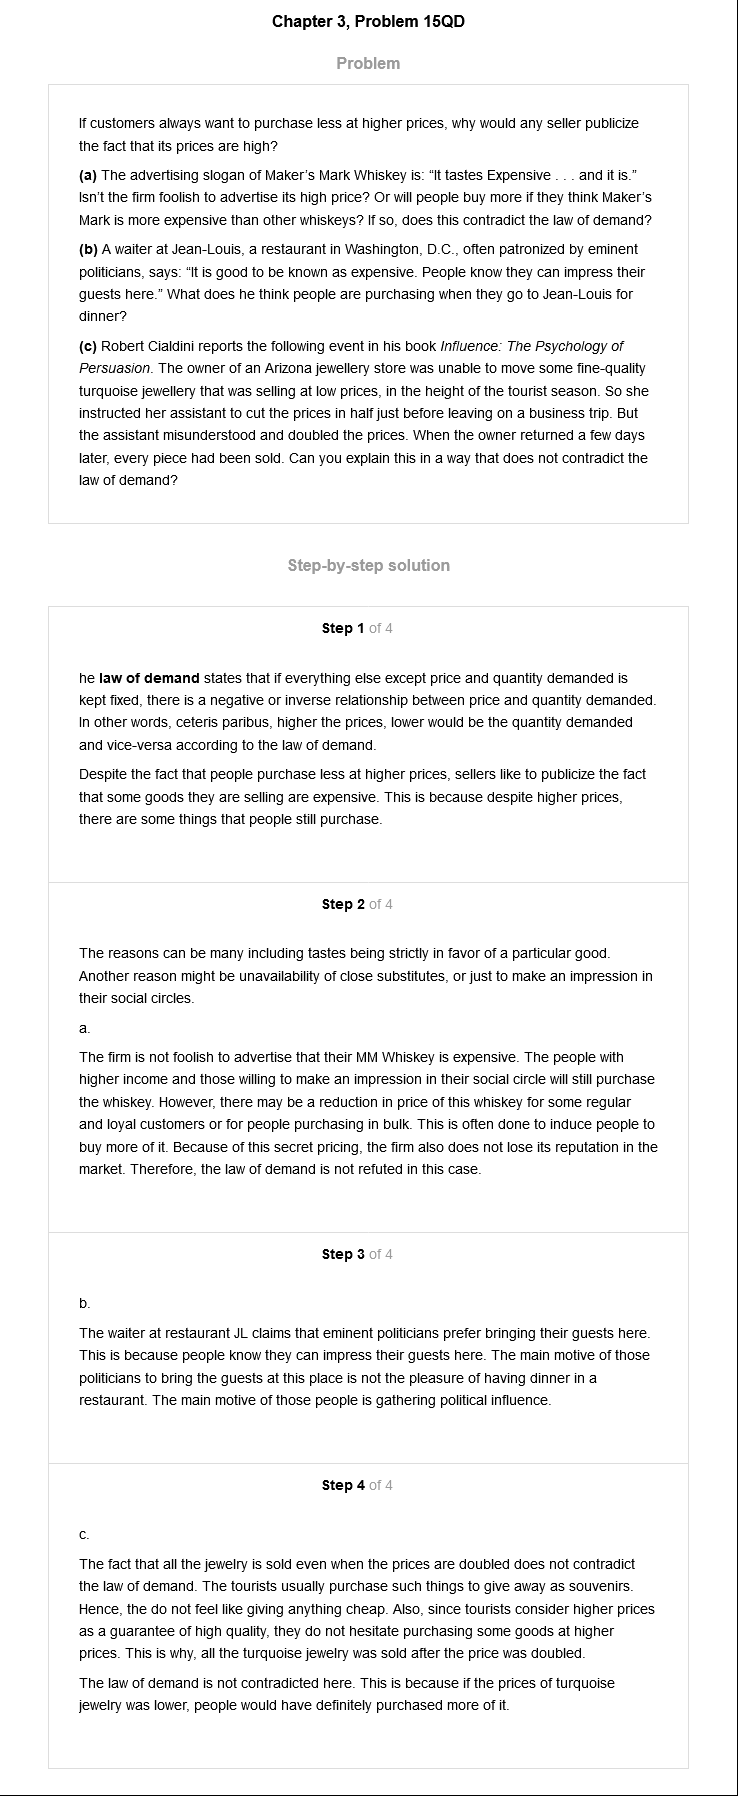 Chapter 3, Problem 15QD
Problem
If customers always want to purchase less at higher prices, why would any seller publicize
the fact that its prices are high?
(a) The advertising slogan of Maker's Mark Whiskey is: “It tastes Expensive . . . and it is.”
Isn't the firm foolish to advertise its high price? Or will people buy more if they think Maker's
Mark is more expensive than other whiskeys? If so, does this contradict the law of demand?
(b) A waiter at Jean-Louis, a restaurant in Washington, D.C., often patronized by eminent
politicians, says: “It is good to be known as expensive. People know they can impress their
guests here.” What does he think people are purchasing when they go to Jean-Louis for
dinner?
(c) Robert Cialdini reports the following event in his book Influence: The Psychology of
Persuasion. The owner of an Arizona jewellery store was unable to move some fine-quality
turquoise jewellery that was selling at low prices, in the height of the tourist season. So she
instructed her assistant to cut the prices in half just before leaving on a business trip. But
the assistant misunderstood and doubled the prices. When the owner returned a few days
later, every piece had been sold. Can you explain this in a way that does not contradict the
law of demand?
Step-by-step solution
Step 1 of 4
he law of demand states that if everything else except price and quantity demanded is
kept fixed, there is a negative or inverse relationship between price and quantity demanded.
In other words, ceteris paribus, higher the prices, lower would be the quantity demanded
and vice-versa according to the law of demand.
Despite the fact that people purchase less at higher prices, sellers like to publicize the fact
that some goods they are selling are expensive. This is because despite higher prices,
there are some things that people still purchase.
Step 2 of 4
The reasons can be many including tastes being strictly in favor of a particular good.
Another reason might be unavailability of close substitutes, or just to make an impression in
their social circles.
a.
The firm is not foolish to advertise that their MM Whiskey is expensive. The people with
higher income and those willing to make an impression in their social circle will still purchase
the whiskey. However, there may be a reduction in price of this whiskey for some regular
and loyal customers or for people purchasing in bulk. This is often done to induce people to
buy more of it. Because of this secret pricing, the firm also does not lose its reputation in the
market. Therefore, the law of demand is not refuted in this case.
Step 3 of 4
b.
The waiter at restaurant JL claims that eminent politicians prefer bringing their guests here.
This is because people know they can impress their guests here. The main motive of those
politicians to bring the guests at this place is not the pleasure of having dinner in a
restaurant. The main motive of those people is gathering political influence.
Step 4 of 4
c.
The fact that all the jewelry is sold even when the prices are doubled does not contradict
the law of demand. The tourists usually purchase such things to give away as souvenirs.
Hence, the do not feel like giving anything cheap. Also, since tourists consider higher prices
as a guarantee of high quality, they do not hesitate purchasing some goods at higher
prices. This is why, all the turquoise jewelry was sold after the price was doubled.
The law of demand is not contradicted here. This is because if the prices of turquoise
jewelry was lower, people would have definitely purchased more of it.